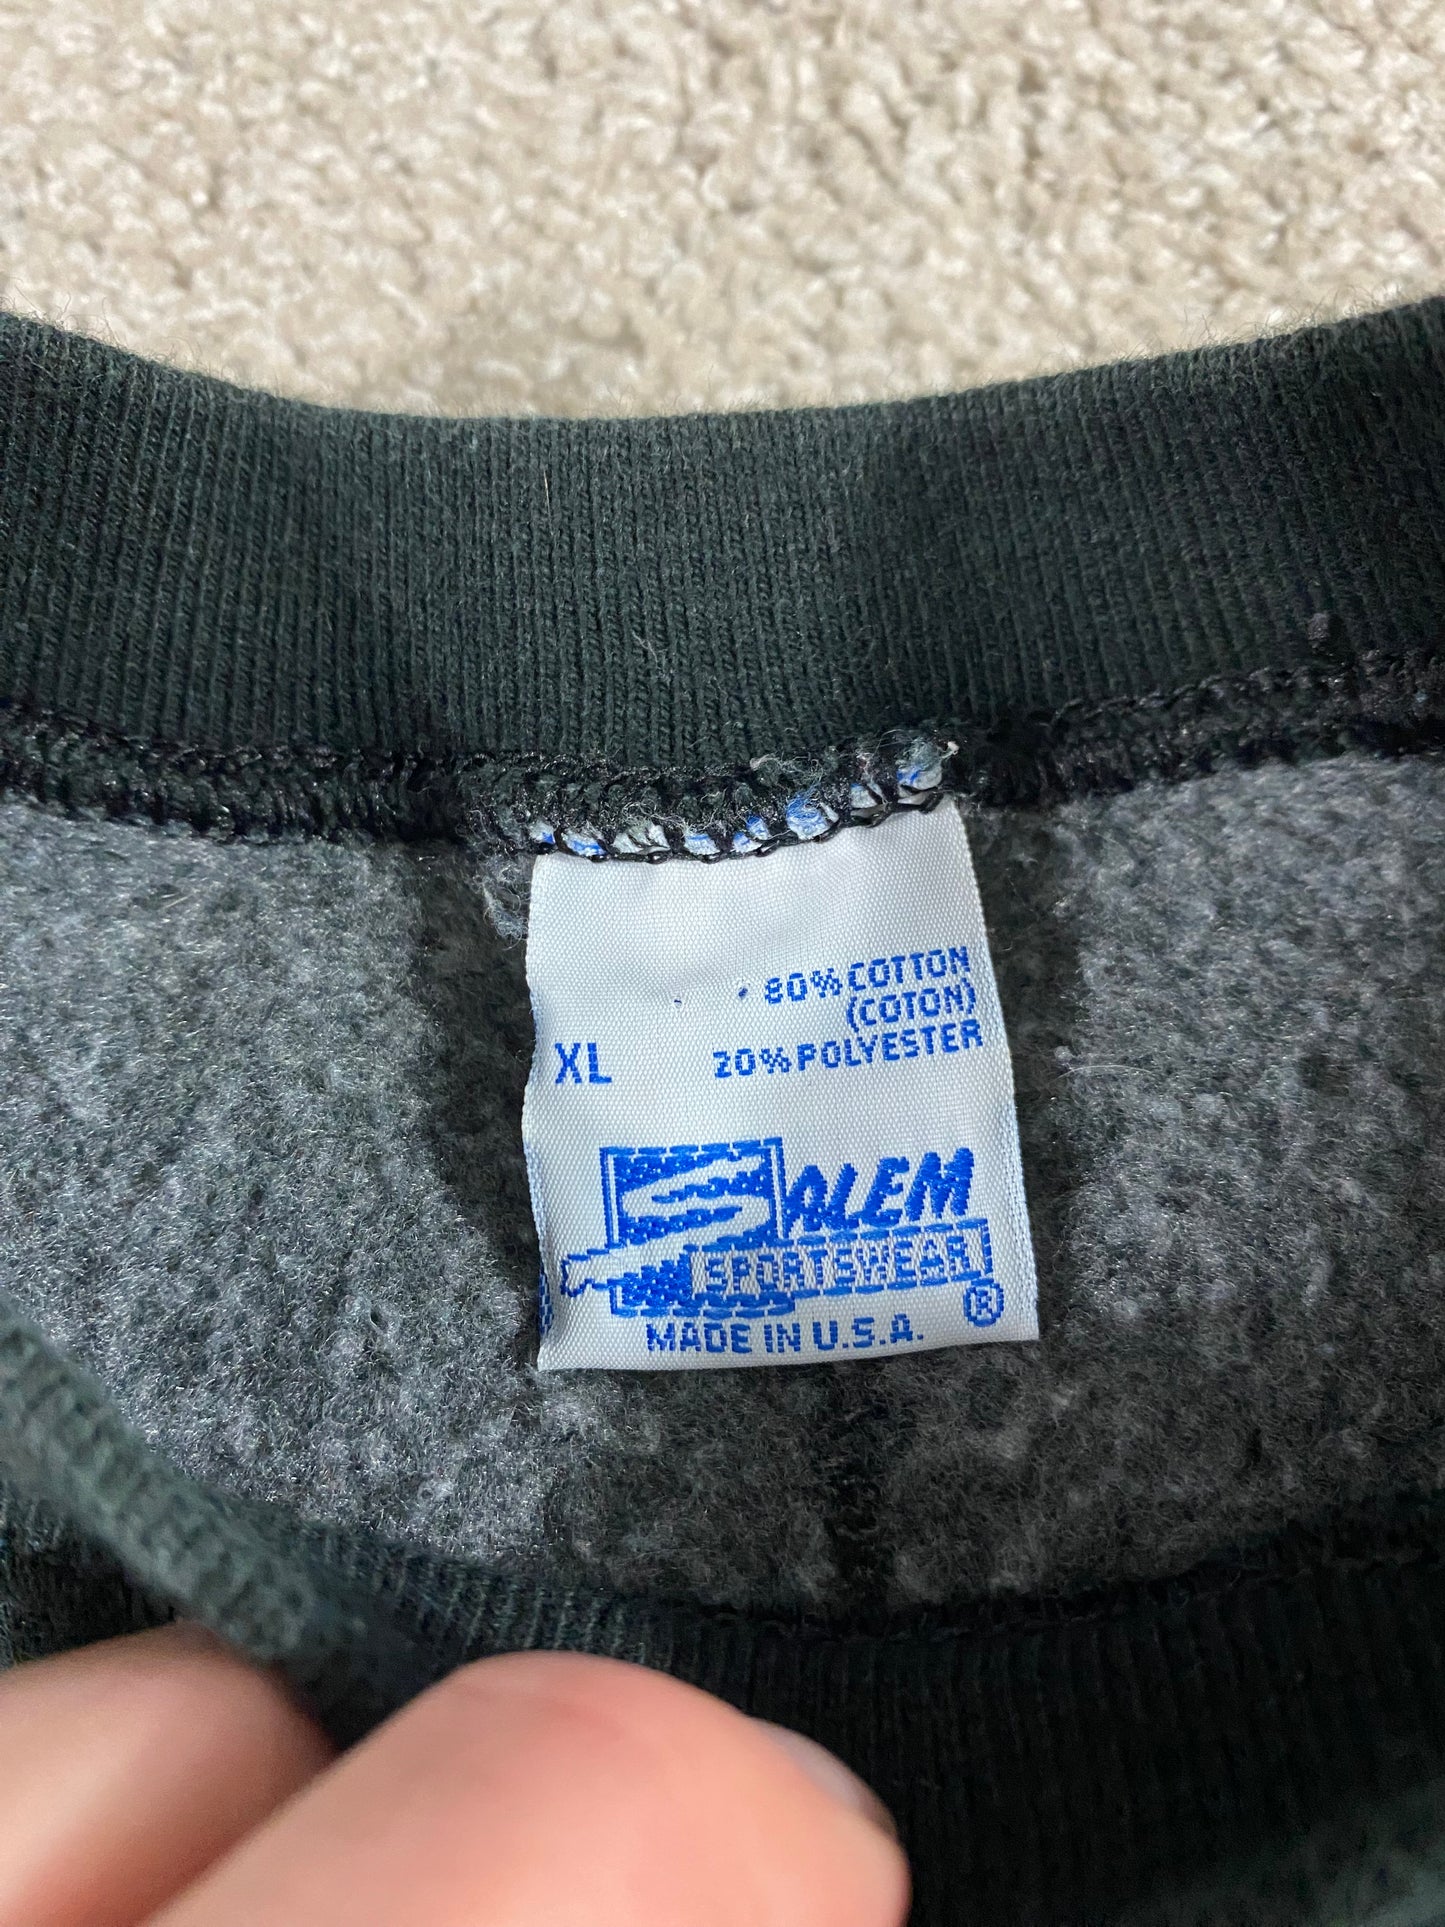 80% COTTON
(COTON)
20% POLYESTER
XL
SALEM
SPORTSWEAR
®
MADE IN U.S.A.